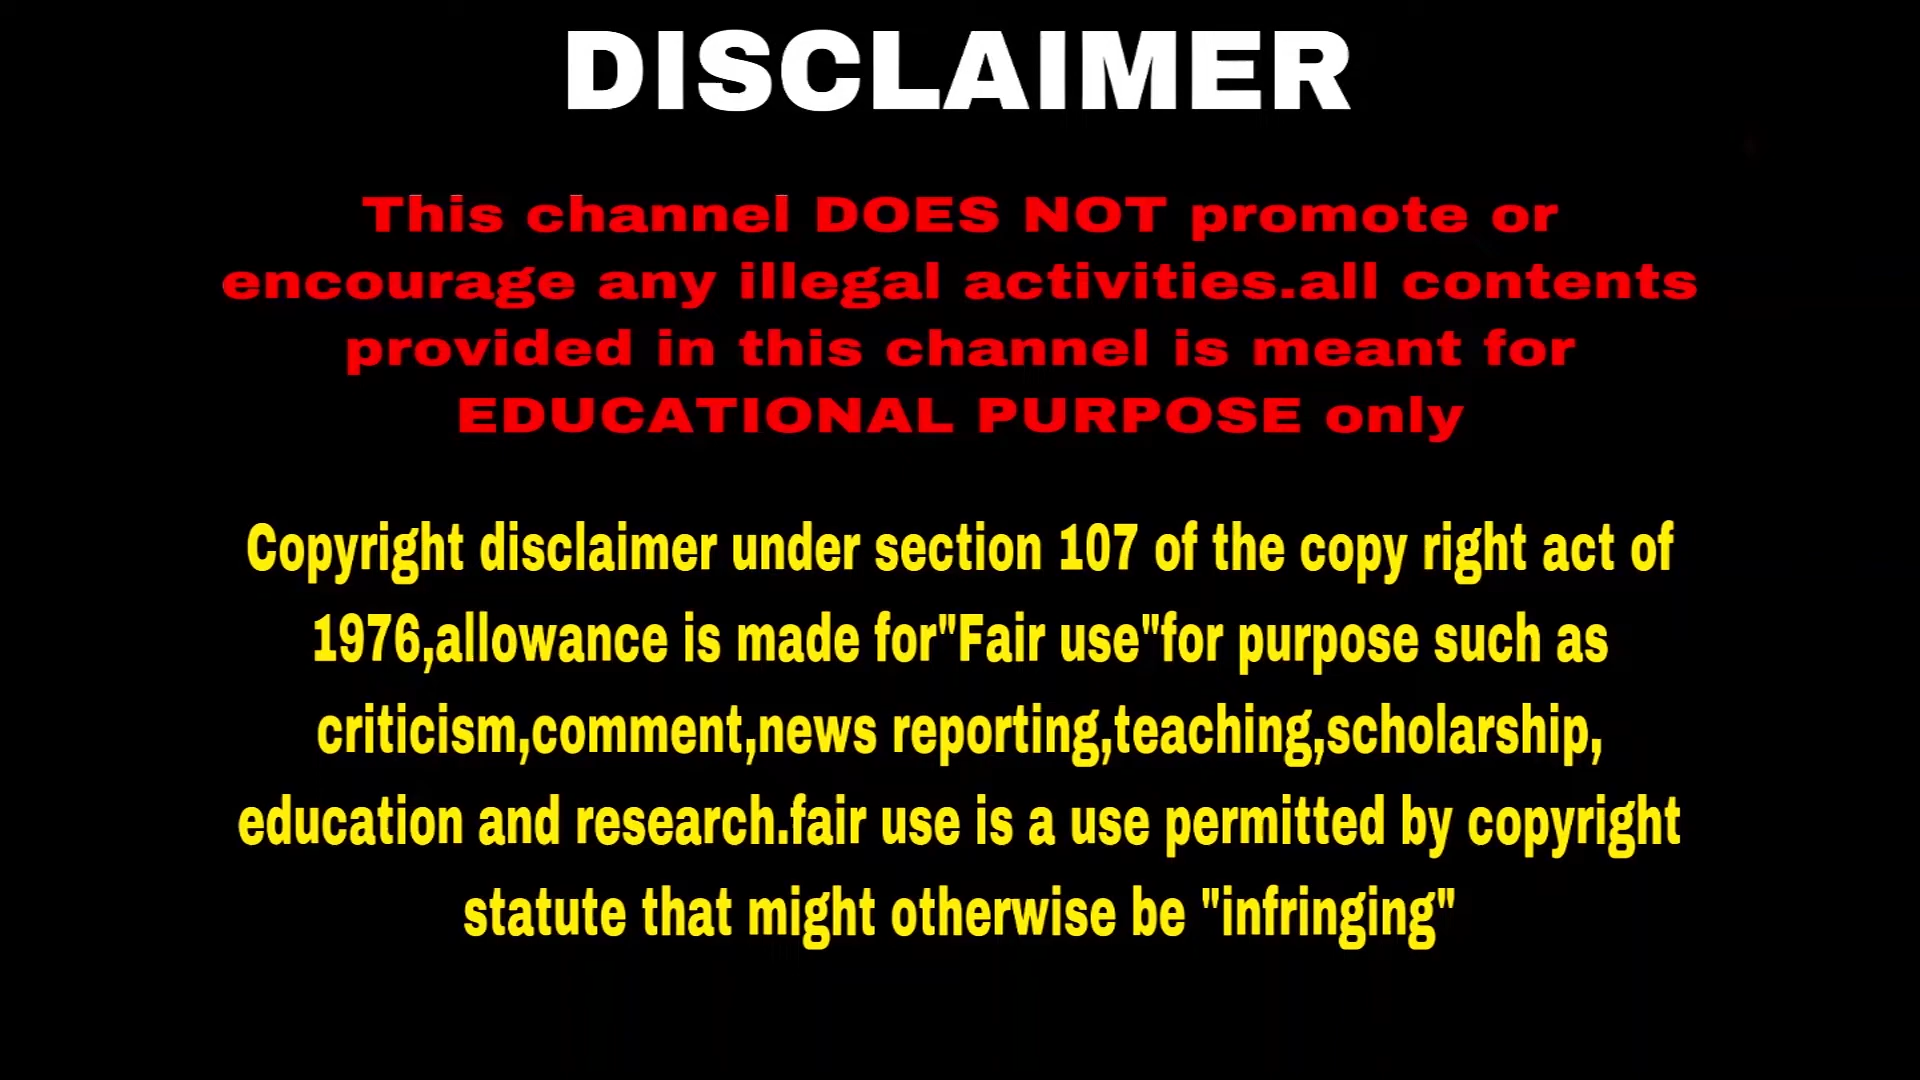 DISCLAIMER
This channel DOES NOT promote or
encourage any illegal activities.all contents
provided in this channel is meant for
EDUCATIONAL PURPOSE only
Copyright disclaimer under section 107 of the copy right act of
1976,allowance is made for"Fair use"for purpose such as
criticism,comment,news reporting,teaching,scholarship,
education and research.fair use is a use permitted by copyright
statute that might otherwise be "infringing"